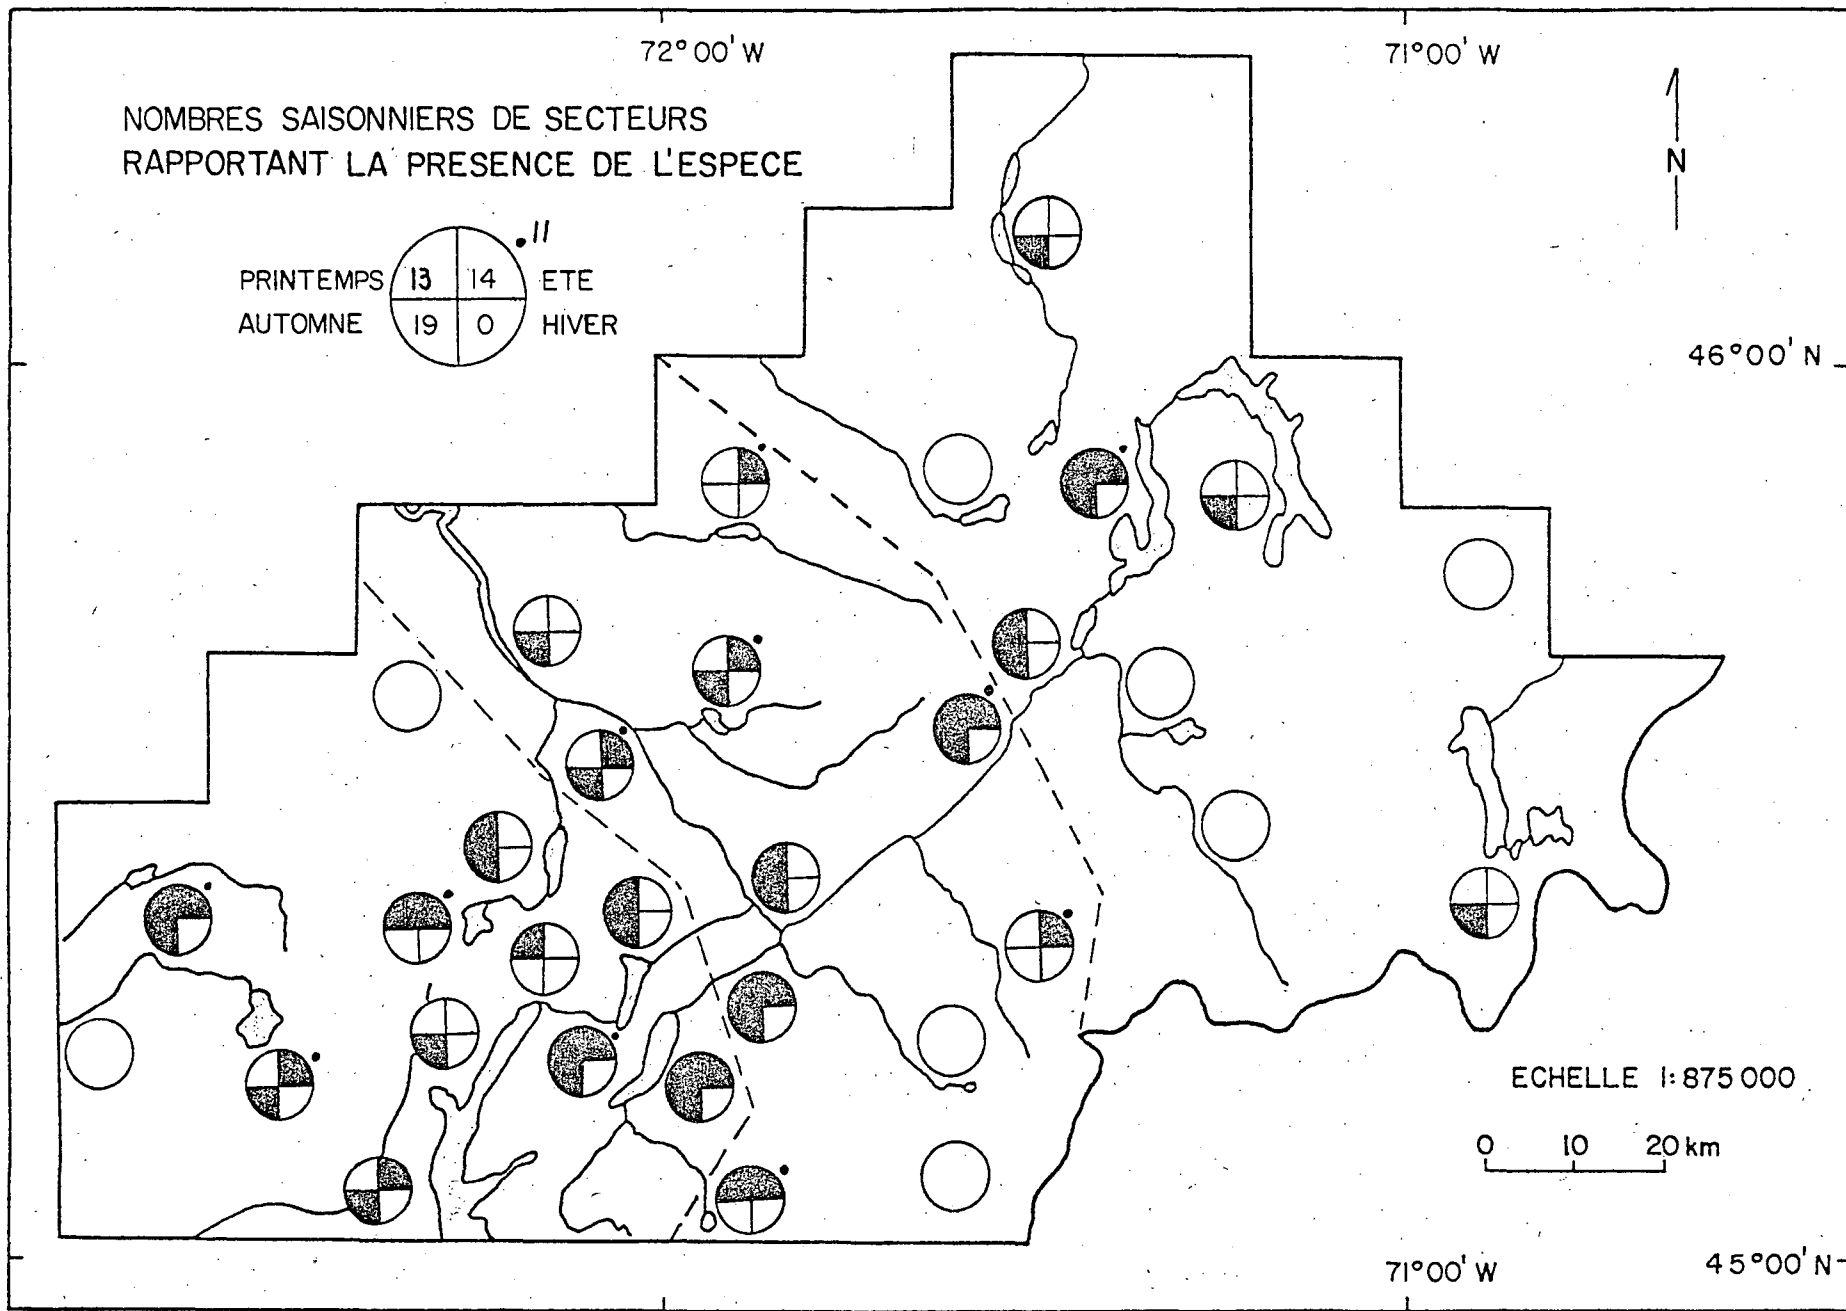 72°00' W
71°00' W
NOMBRES SAISONNIERS DE SECTEURS
RAPPORTANT LA PRESENCE DE L'ESPECE
N
11
PRINTEMPS 13 14 ETE
AUTOMNE 19 0 HIVER
46°00' N
ECHELLE 1:875 000
0 10 20 km
71°00' W
45°00' N